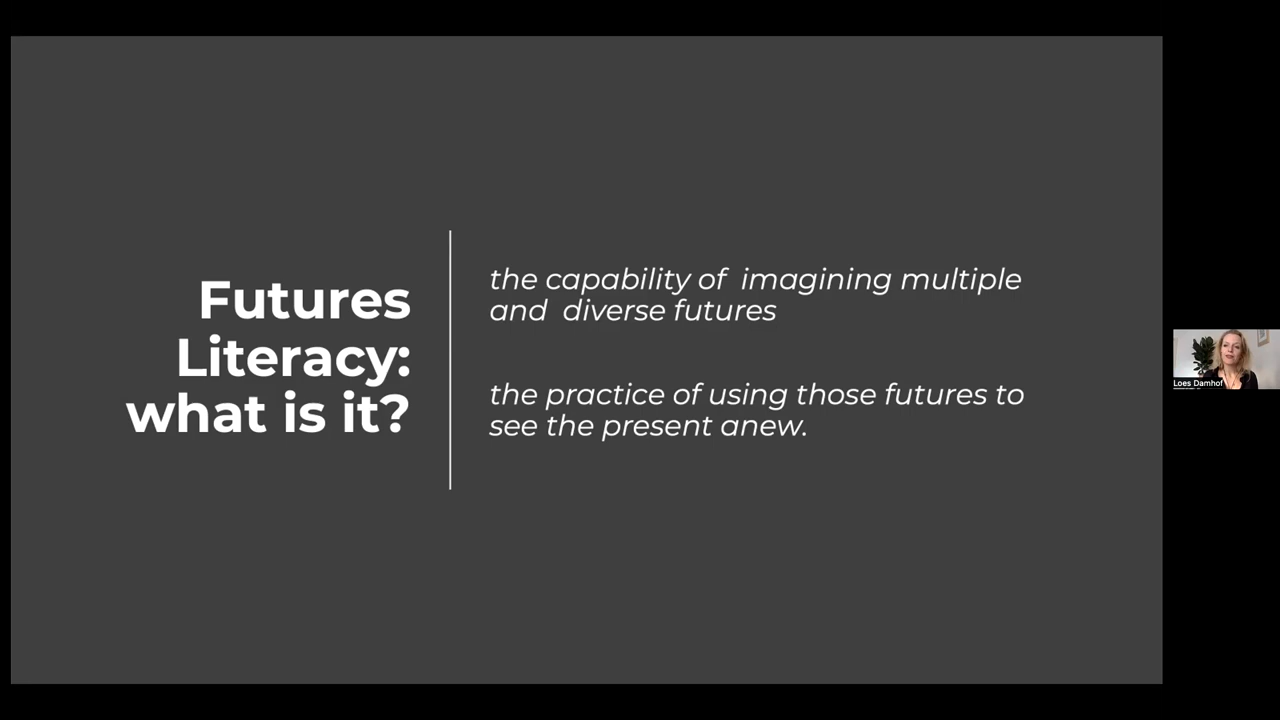 Futures
Literacy:
what is it?
the capability of  imagining multiple
and  diverse futures
the practice of using those futures to
see the present anew.
Loes Damhof